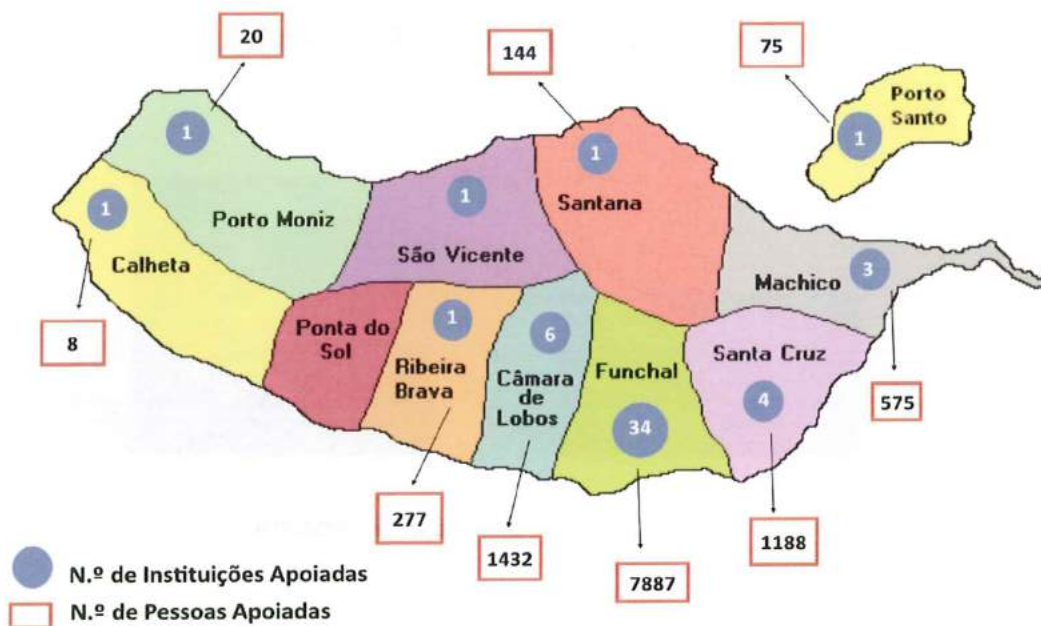 20
144
75
Porto
Santo
1
1
1
1
1
Porto Moniz
Santana
São Vicente
Calheta
3
Machico
8
Ponta do
Sol
1
Ribeira
Brava
6
Câmara
de
Lobos
Funchal
34
Santa Cruz
4
575
277
1432
7887
1188
N.º de Instituições Apoiadas
N.º de Pessoas Apoiadas